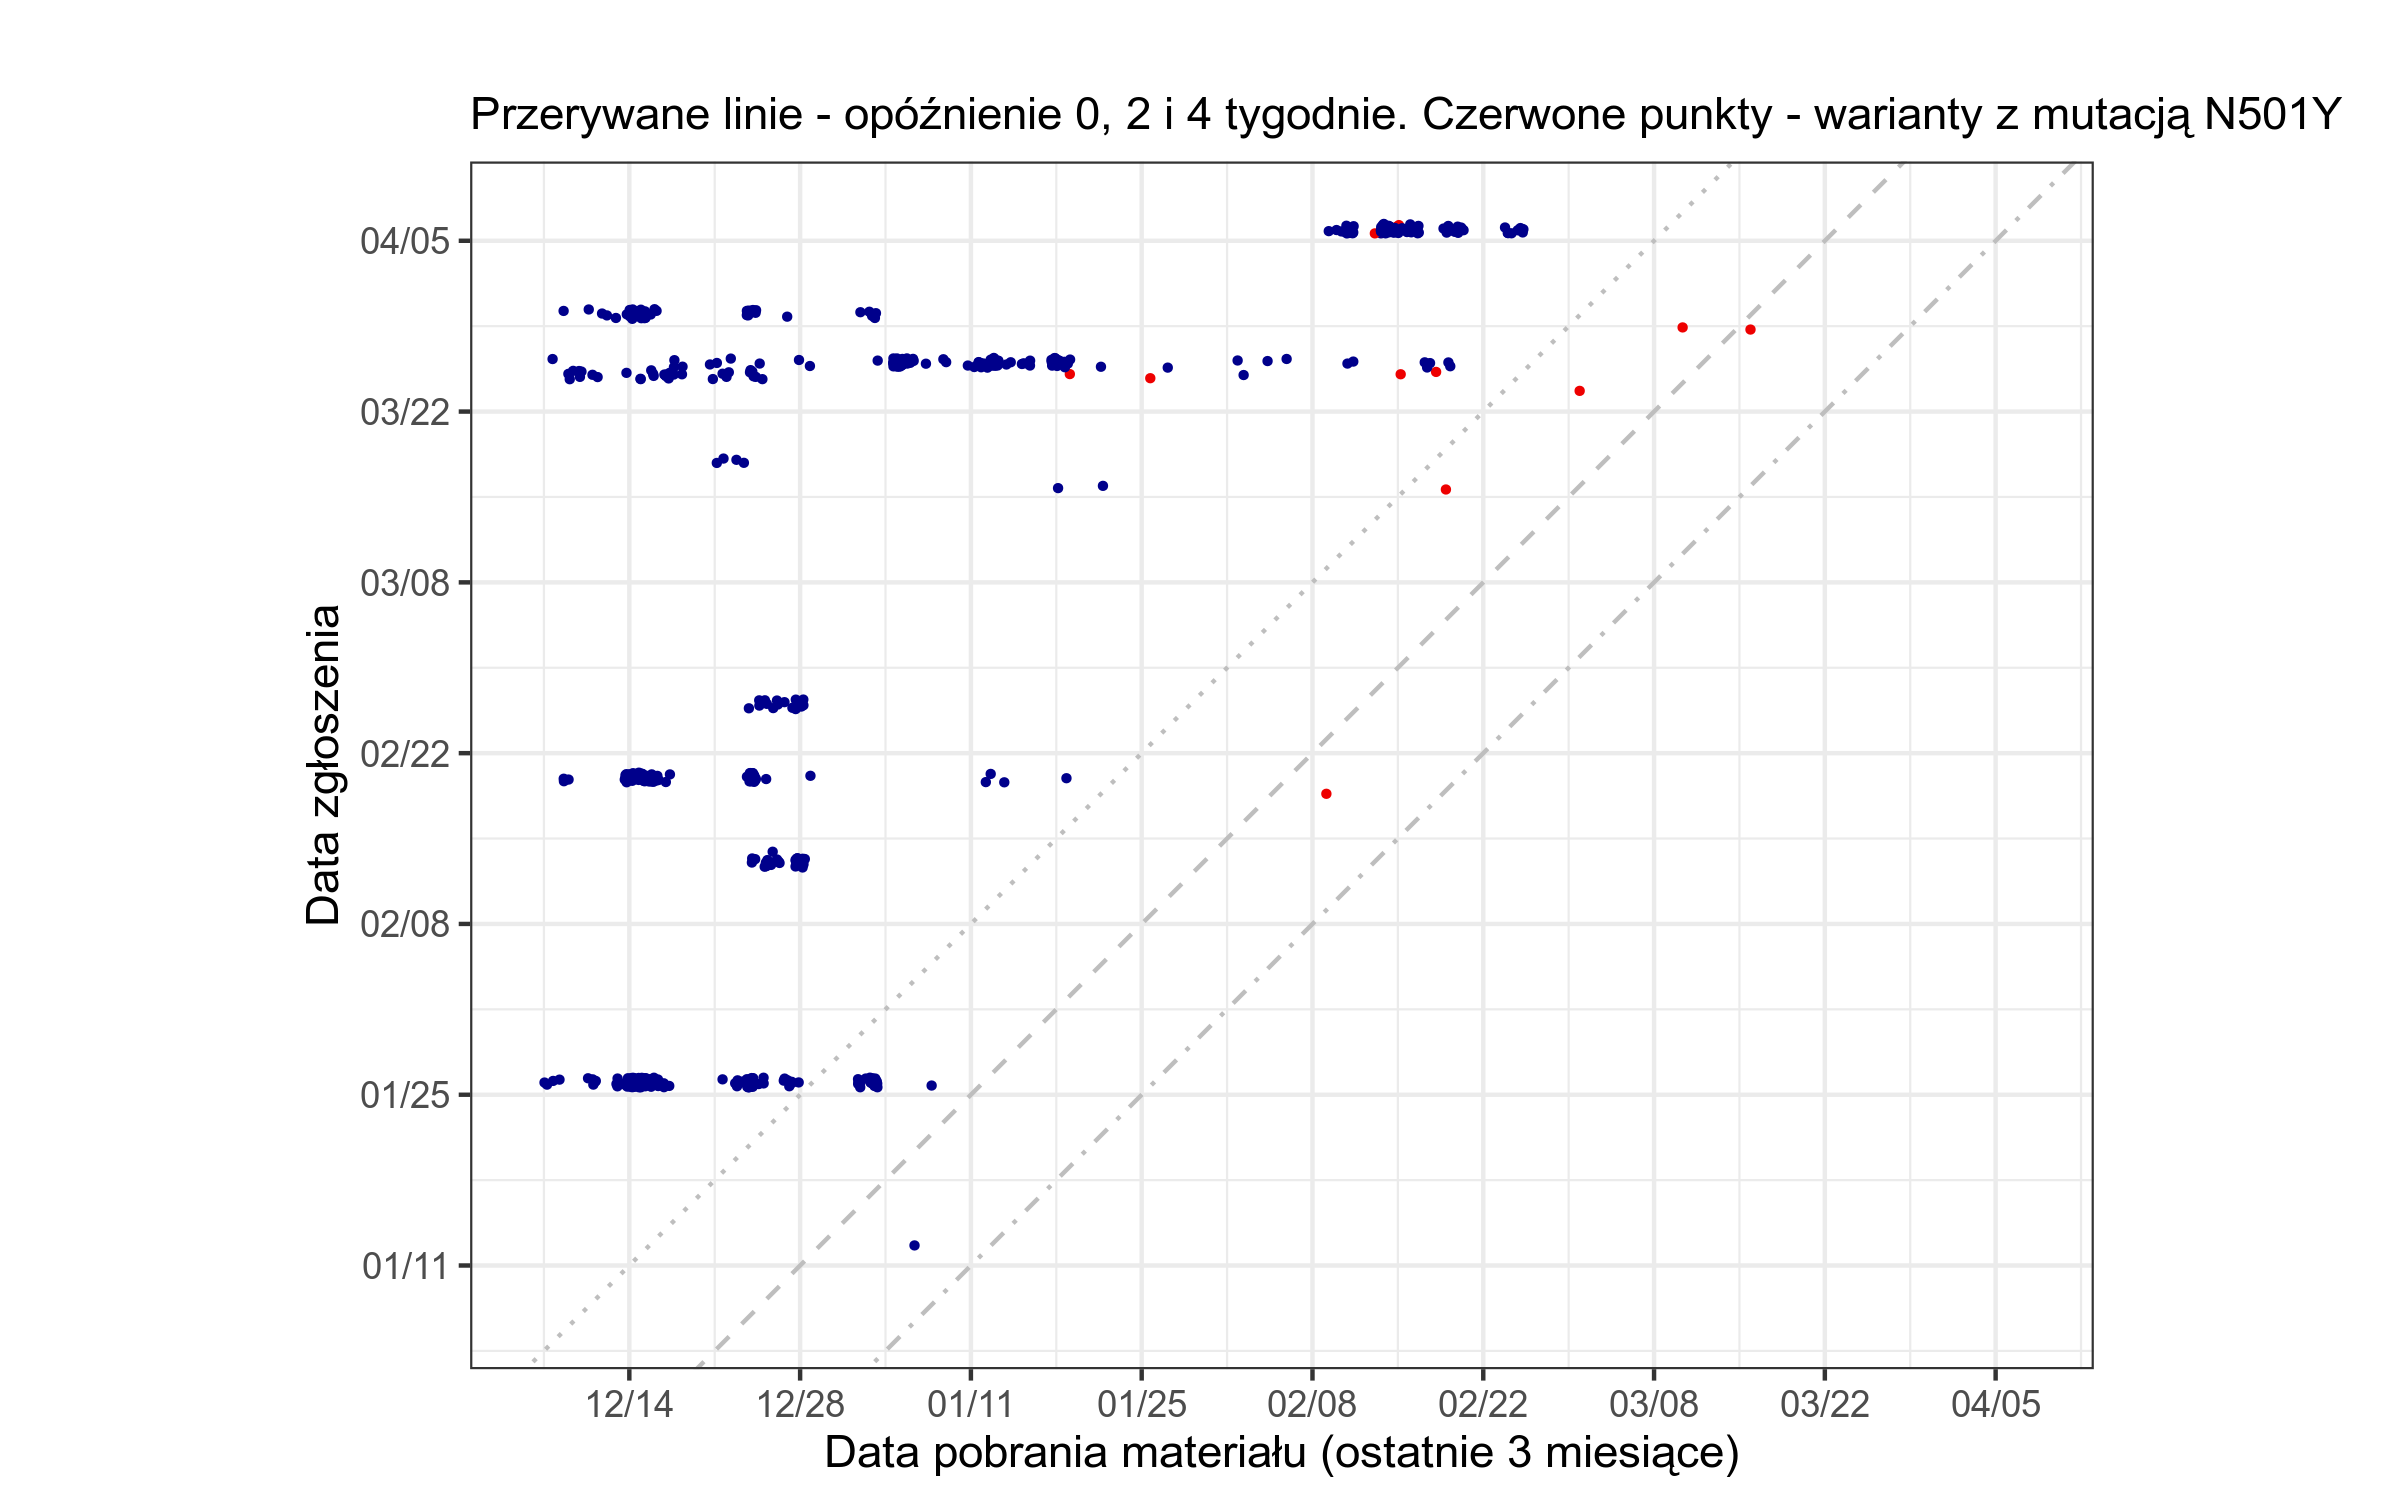 Przerywane linie - opóźnienie 0, 2 i 4 tygodnie. Czerwone punkty - warianty z mutacją N501Y
04/05
03/22
03/08
02/22
02/08
01/25
01/11
Data zgłoszenia
12/14 12/28 01/11 01/25 02/08 02/22 03/08 03/22 04/05
Data pobrania materiału (ostatnie 3 miesiące)